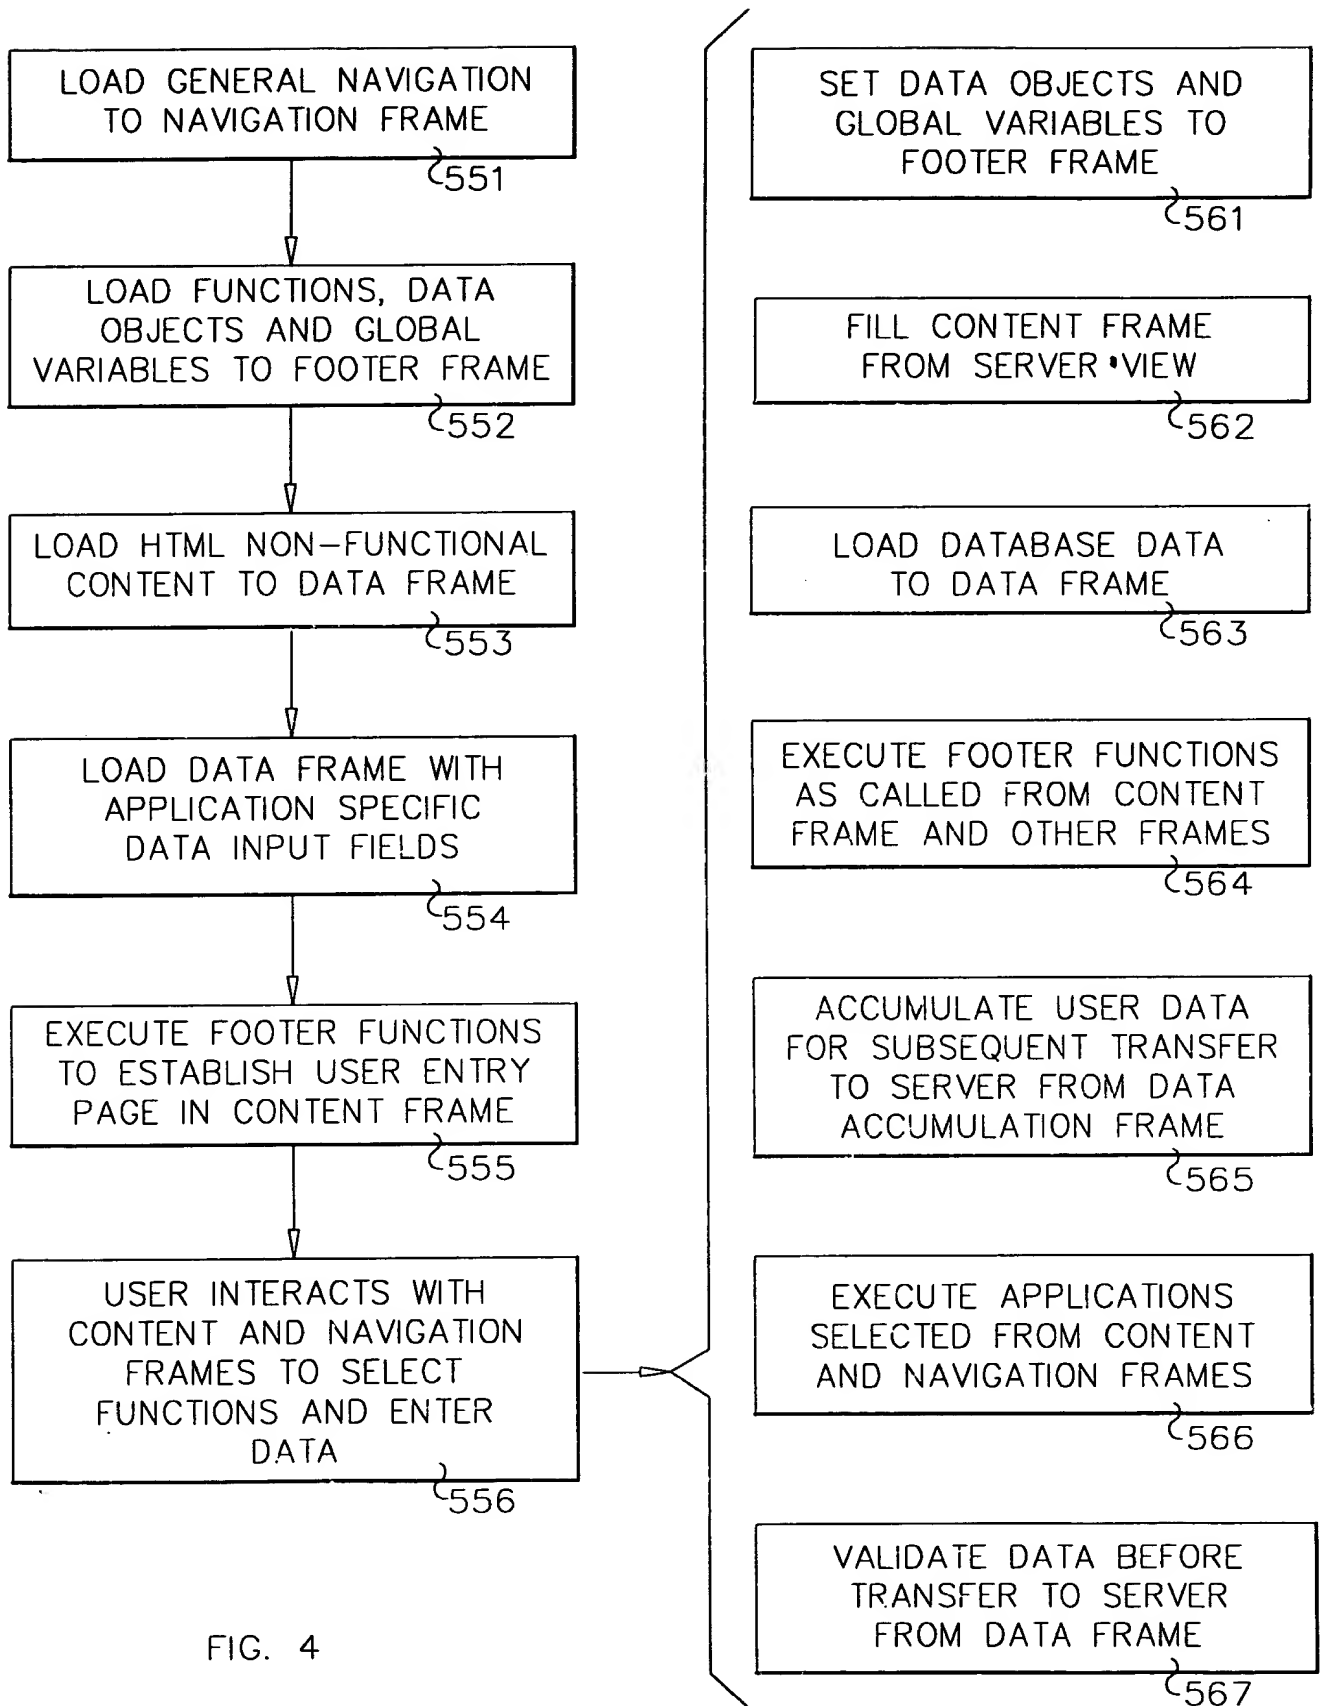 LOAD GENERAL NAVIGATION
TO NAVIGATION FRAME
551
LOAD FUNCTIONS, DATA
OBJECTS AND GLOBAL
VARIABLES TO FOOTER FRAME
552
LOAD HTML NON-FUNCTIONAL
CONTENT TO DATA FRAME
553
LOAD DATA FRAME WITH
APPLICATION SPECIFIC
DATA INPUT FIELDS
554
EXECUTE FOOTER FUNCTIONS
TO ESTABLISH USER ENTRY
PAGE IN CONTENT FRAME
555
USER INTERACTS WITH
CONTENT AND NAVIGATION
FRAMES TO SELECT
FUNCTIONS AND ENTER
DATA
556
SET DATA OBJECTS AND
GLOBAL VARIABLES TO
FOOTER FRAME
561
FILL CONTENT FRAME
FROM SERVER•VIEW
562
LOAD DATABASE DATA
TO DATA FRAME
563
EXECUTE FOOTER FUNCTIONS
AS CALLED FROM CONTENT
FRAME AND OTHER FRAMES
564
ACCUMULATE USER DATA
FOR SUBSEQUENT TRANSFER
TO SERVER FROM DATA
ACCUMULATION FRAME
565
EXECUTE APPLICATIONS
SELECTED FROM CONTENT
AND NAVIGATION FRAMES
566
VALIDATE DATA BEFORE
TRANSFER TO SERVER
FROM DATA FRAME
567
FIG. 4